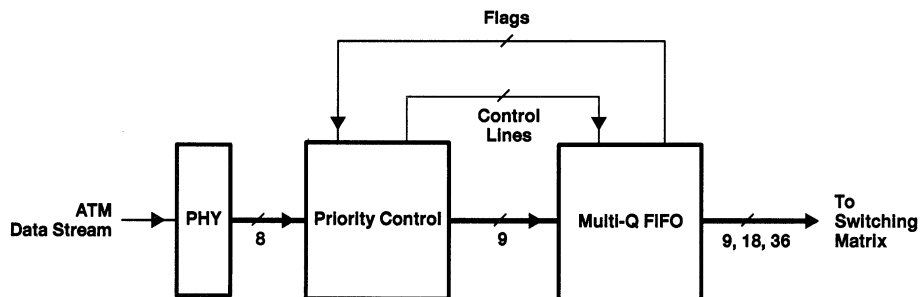 Flags
Control
Lines
ATM
Data Stream
PHY
8
Priority Control
9
Multi-Q FIFO
9, 18, 36
To
Switching
Matrix